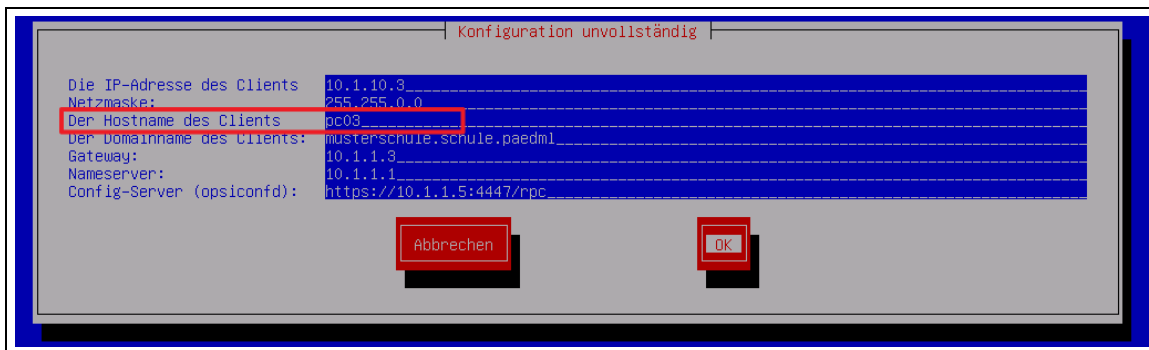 Konfiguration unvollständig
Die IP-Adresse des Clients 10.1.10.3
Netzmaske: 255.255.0.0
Der Hostname des Clients pc03
Der Domainname des Clients: musterschule.schule.paedml
Gateway: 10.1.1.3
Nameserver: 10.1.1.1
Config-Server (opsiconfd): https://10.1.1.5:4447/rpc
Abbrechen OK